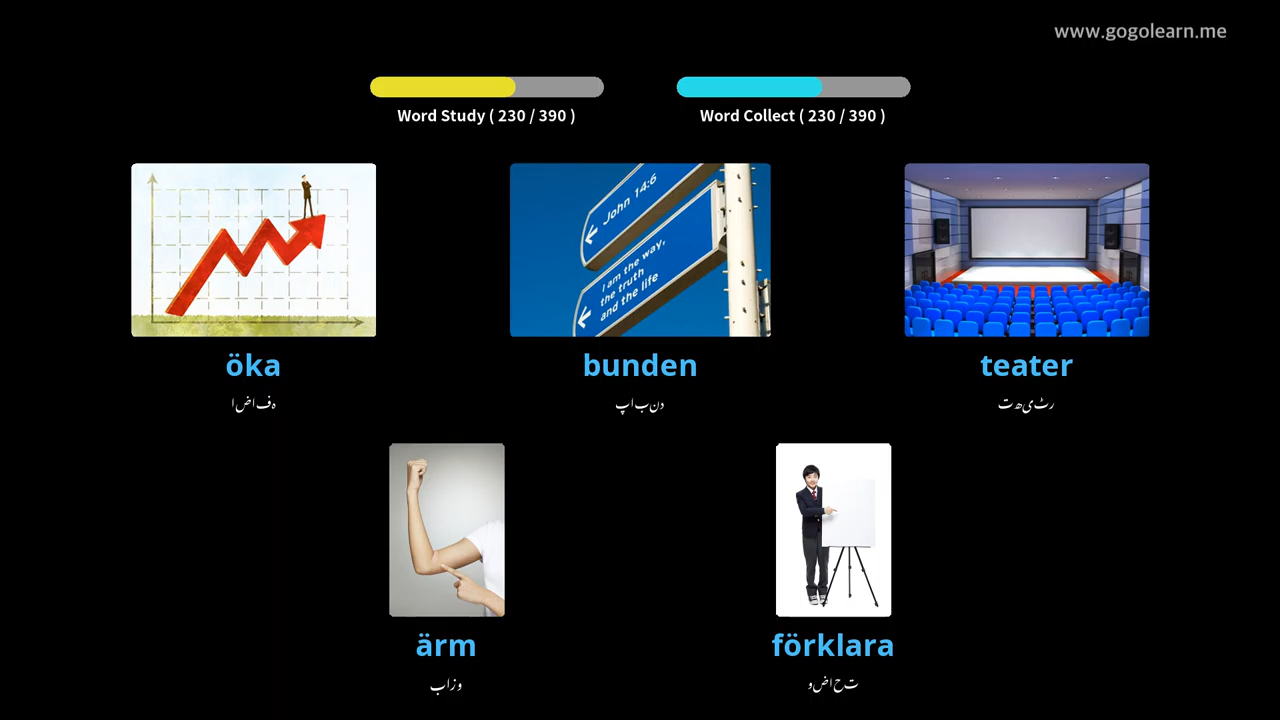 www.gogolearn.me
Word Study ( 230 / 390 )
Word Collect ( 230 / 390 )
John 14:6
I am the way,
the truth
and the life
öka
اضافہ
bunden
پابند
teater
تھیٹر
ärm
بازو
förklara
وضاحت